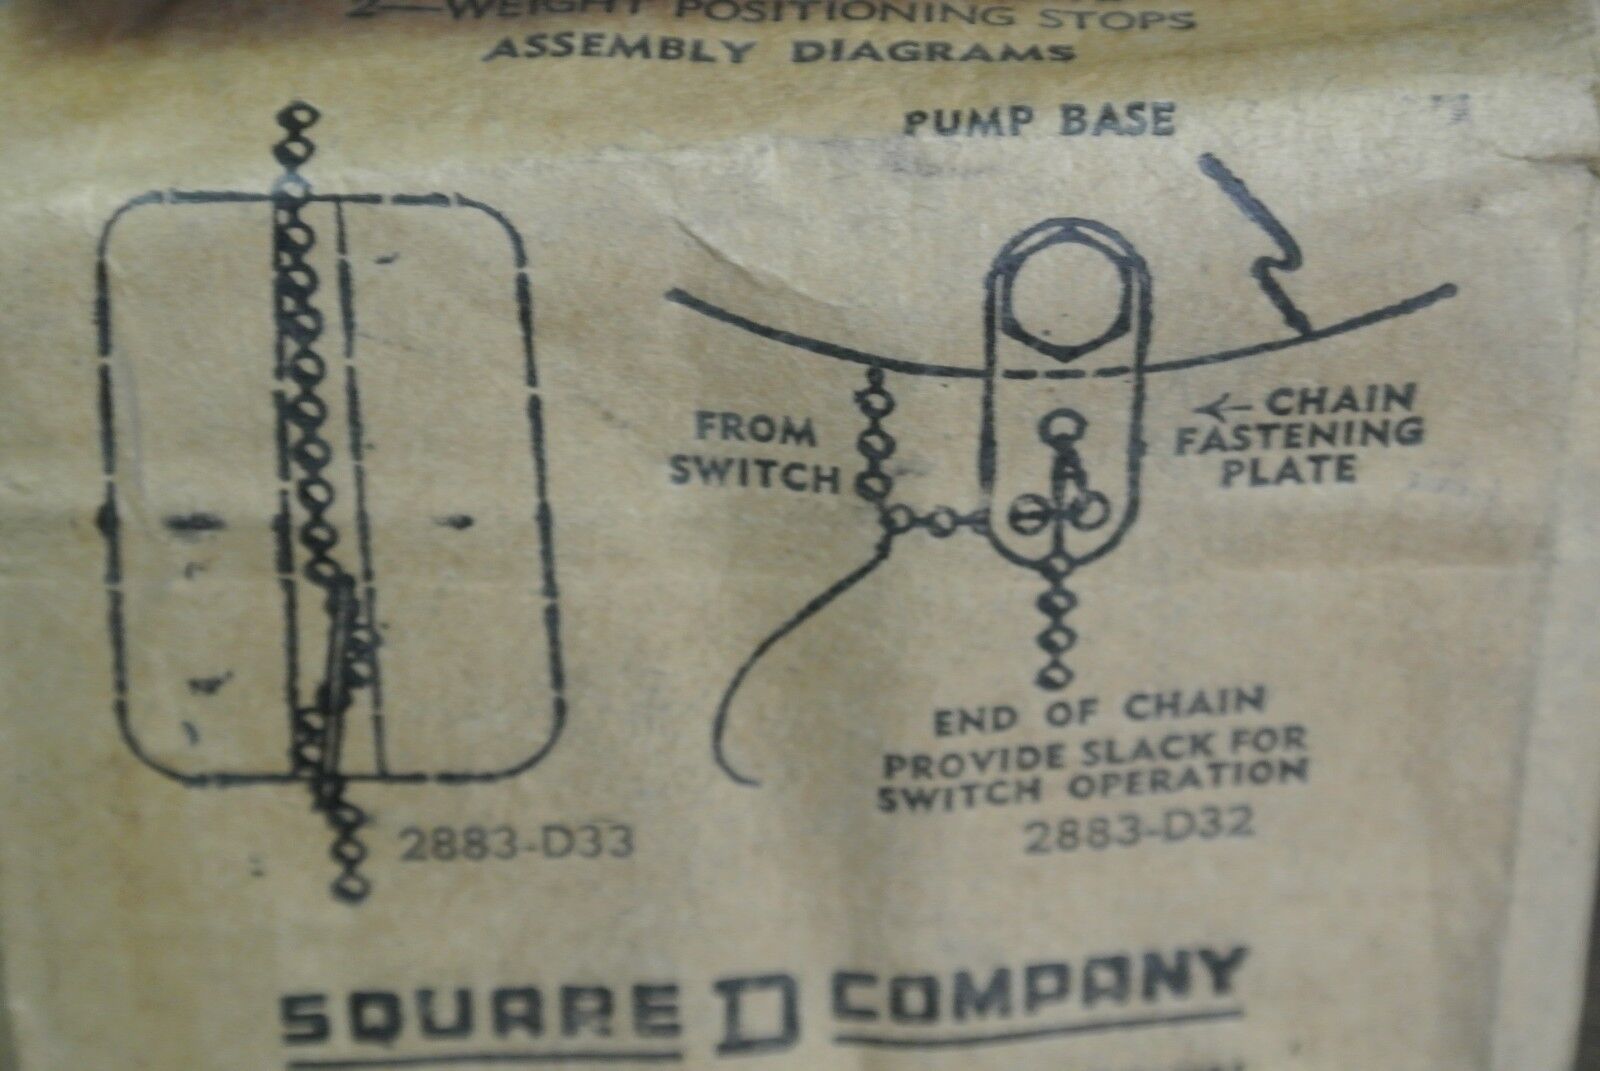 2—WEIGHT POSITIONING STOPS
ASSEMBLY DIAGRAMS
PUMP BASE
FROM
SWITCH
← CHAIN
FASTENING
PLATE
END OF CHAIN
PROVIDE SLACK FOR
SWITCH OPERATION
2883-D33
2883-D32
SQUARE D COMPANY